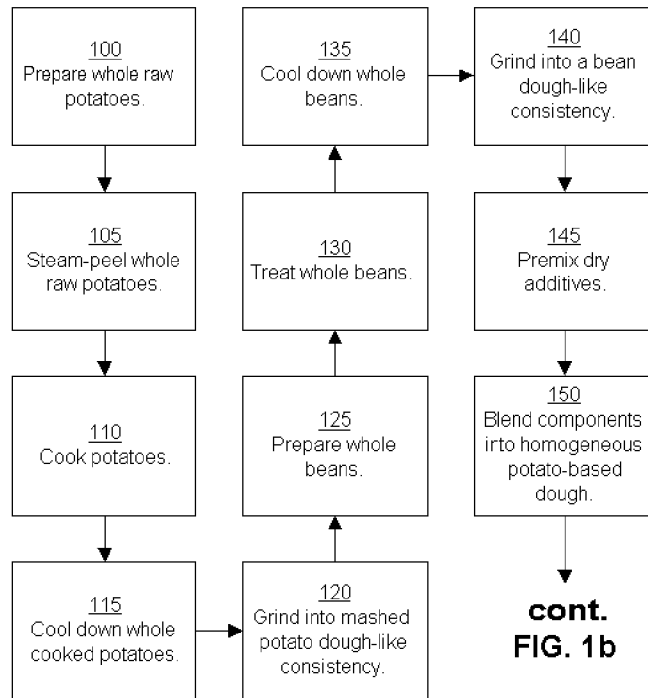 100
Prepare whole raw
potatoes.
105
Steam-peel whole
raw potatoes.
110
Cook potatoes.
115
Cool down whole
cooked potatoes.
120
Grind into mashed
potato dough-like
consistency.
125
Prepare whole
beans.
130
Treat whole beans.
135
Cool down whole
beans.
140
Grind into a bean
dough-like
consistency.
145
Premix dry
additives.
150
Blend components
irto homogeneous
potato-based
dough.
cont.
FIG. 1b